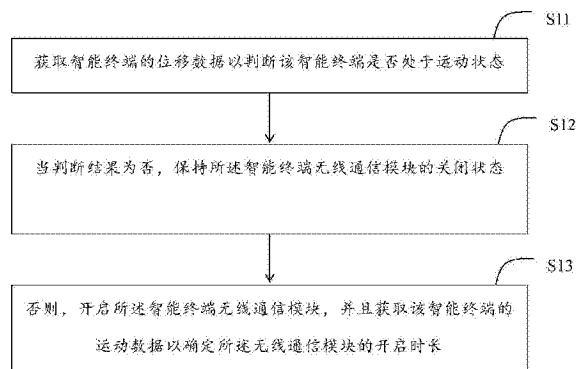 S11
获取智能终端的位移数据以判断该智能终端是否处于运动状态
S12
当判断结果为否，保持所述智能终端无线通信模块的关闭状态
S13
否则，开启所述智能终端无线通信模块，并且获取该智能终端的
运动数据以确定所述无线通信模块的开启时长